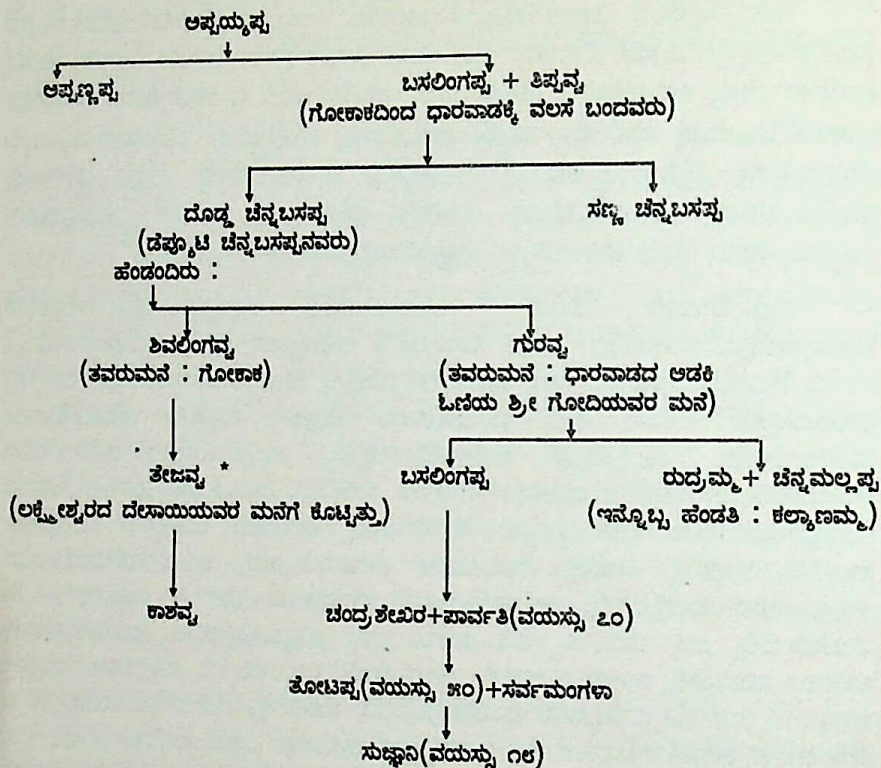 ಅಪ್ಪಯ್ಯಪ್ಪ
ಅಪ್ಪಣ್ಣಪ್ಪ ಬಸಲಿಂಗಪ್ಪ + ತಿಪ್ಪವ್ವ
(ಗೋಕಾಕದಿಂದ ಧಾರವಾಡಕ್ಕೆ ವಲಸೆ ಬಂದವರು)
ದೊಡ್ಡ ಚೆನ್ನಬಸಪ್ಪ ಸಣ್ಣ ಚೆನ್ನಬಸಪ್ಪ
(ಡೆಪ್ಯೂಟಿ ಚೆನ್ನಬಸಪ್ಪನವರು)
ಹೆಂಡಂದಿರು :
ಶಿವಲಿಂಗವ್ವ ಗುರವ್ವ
(ತವರುಮನೆ : ಗೋಕಾಕ) (ತವರುಮನೆ : ಧಾರವಾಡದ ಅಡಕಿ
ಓಣಿಯ ಶ್ರೀ ಗೋದಿಯವರ ಮನೆ)
ತೇಜವ್ವ * ಬಸಲಿಂಗಪ್ಪ ರುದ್ರಮ್ಮ + ಚೆನ್ನಮಲ್ಲಪ್ಪ
(ಲಕ್ಷ್ಮೇಶ್ವರದ ದೇಸಾಯಿಯವರ ಮನೆಗೆ ಕೊಟ್ಟಿತ್ತು) (ಇನ್ನೊಬ್ಬ ಹೆಂಡತಿ : ಕಲ್ಯಾಣಮ್ಮ)
ಕಾಶವ್ವ ಚಂದ್ರಶೇಖರ+ಪಾರ್ವತಿ(ವಯಸ್ಸು ೭೦)
ತೋಟಪ್ಪ(ವಯಸ್ಸು ೫೦)+ಸರ್ವಮಂಗಳಾ
ಸುಜ್ಞಾನಿ(ವಯಸ್ಸು ೧೮)